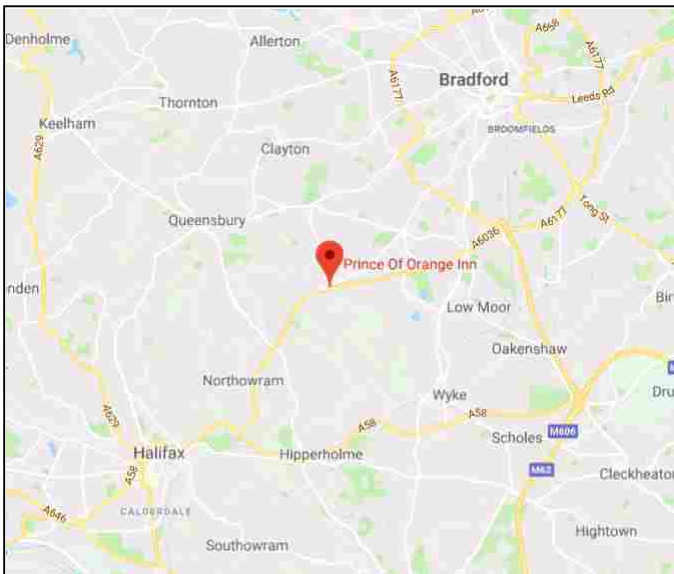 Denholme
Allerton
A658
A6177
A6177
Bradford
Leeds Rd
Thornton
Keelham
BROOMFIELDS
A629
Clayton
Queensbury
Tong St
A6177
A6036
Prince Of Orange Inn
nden
Bir
Low Moor
Oakenshaw
Northowram
Dru
Wyke
A629
A58
A58
Scholes
M606
Halifax
Hipperholme
M62
A58
Cleckheaton
A646
CALDERDALE
Hightown
Southowram